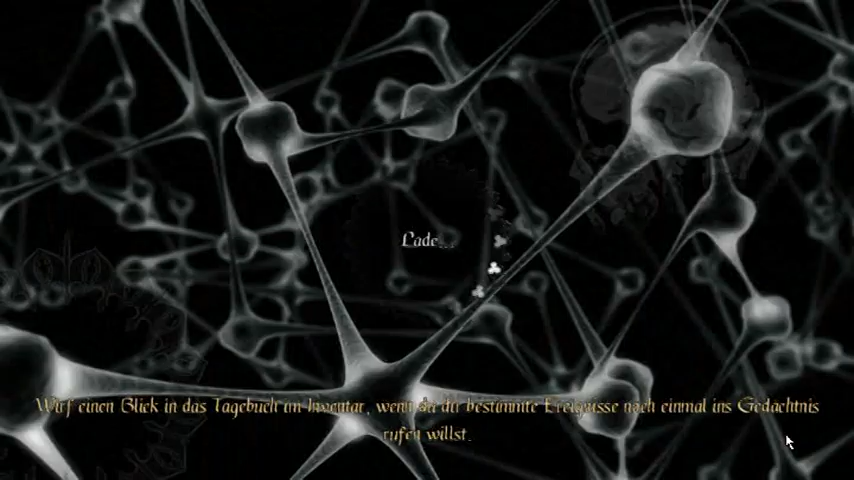 Lade...
Wirf einen Blick in das Tagebuch im Inventar, wenn du dir bestimmte Ereignisse noch einmal ins Gedächtnis
rufen willst.